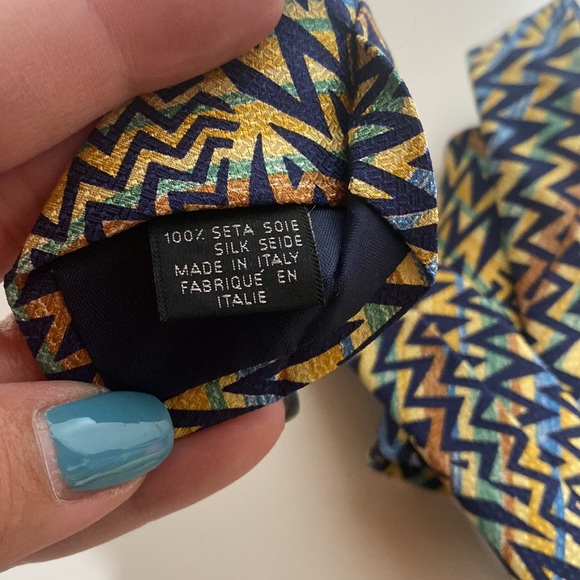 100% SETA SOIE
SILK SEIDE
MADE IN ITALY
FABRIQUÉ EN
ITALIE